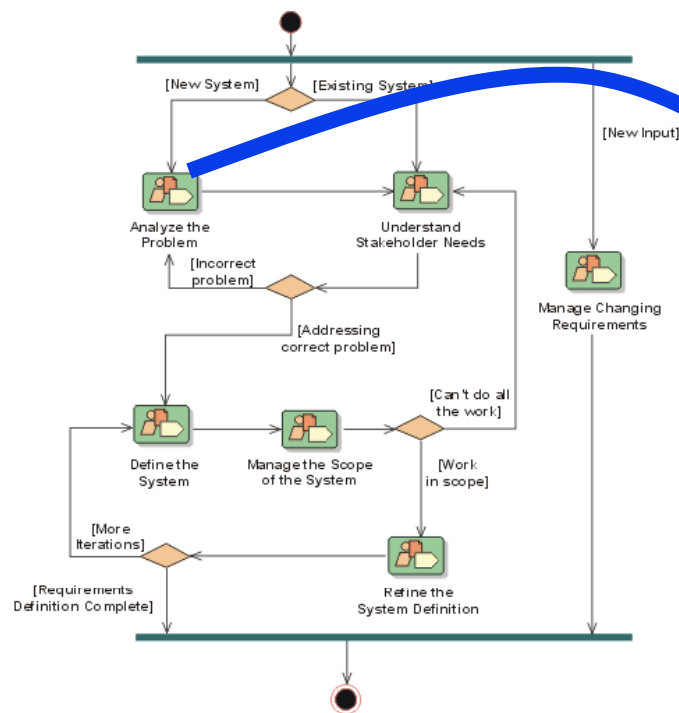 [New System]
[Existing System]
[New Input]
Analyze the
Problem
Understand
Stakeholder Needs
[Incorrect
problem]
Manage Changing
Requirements
[Addressing
correct problem]
[Can't do all
the work]
Define the
System
Manage the Scope
of the System
[Work
in scope]
[More
Iterations]
[Requirements
Definition Complete]
Refine the
System Definition